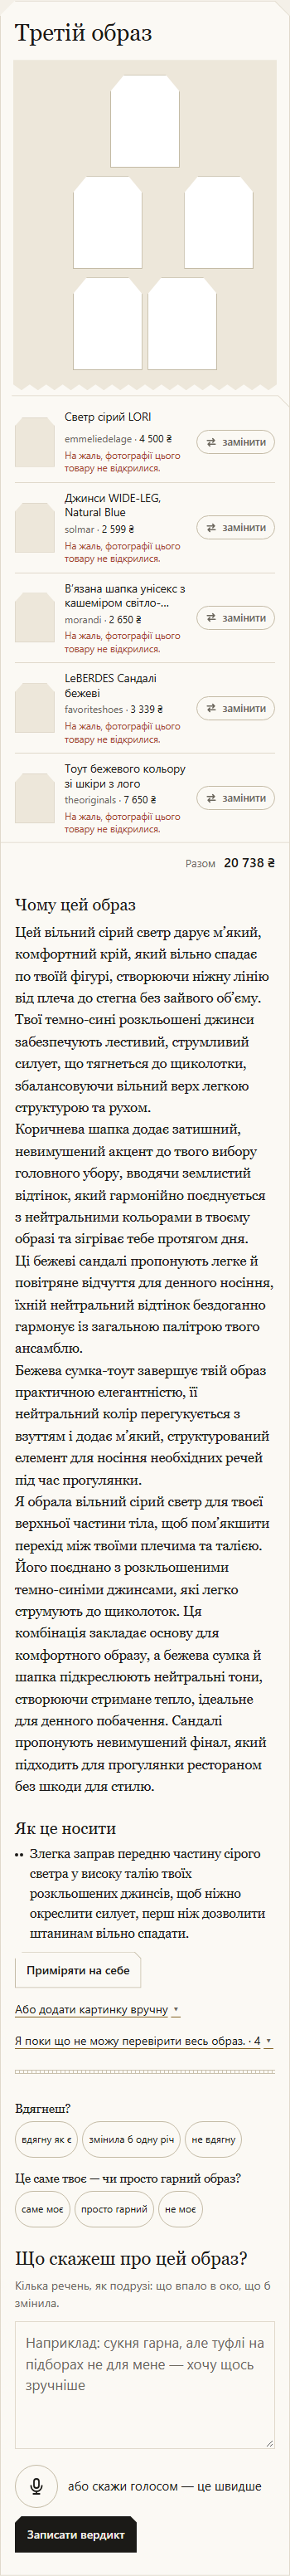 Третій образ
Светр сірий LORI
emmeliedelage · 4 500 ₴
На жаль, фотографії цього
товару не відкрилися.
замінити
Джинси WIDE-LEG,
Natural Blue
solmar · 2 599 ₴
На жаль, фотографії цього
товару не відкрилися.
замінити
В'язана шапка унісекс з
кашеміром світло-...
morandi · 2 650 ₴
На жаль, фотографії цього
товару не відкрилися.
замінити
LeBERDES Сандалі
бежеві
favoriteshoes · 3 339 ₴
На жаль, фотографії цього
товару не відкрилися.
замінити
Тоут бежевого кольору
зі шкіри з лого
theoriginals · 7 650 ₴
На жаль, фотографії цього
товару не відкрилися.
замінити
Разом 20 738 ₴
Чому цей образ
Цей вільний сірий светр дарує м'який,
комфортний крій, який вільно спадає
по твоїй фігурі, створюючи ніжну лінію
від плеча до стегна без зайвого об'єму.
Твої темно-сині розкльошені джинси
забезпечують лестивий, струмливий
силует, що тягнеться до щиколотки,
збалансовуючи вільний верх легкою
структурою та рухом.
Коричнева шапка додає затишний,
невимушений акцент до твого вибору
головного убору, вводячи землистий
відтінок, який гармонійно поєднується
з нейтральними кольорами в твоєму
образі та зігріває тебе протягом дня.
Ці бежеві сандалі пропонують легке й
повітряне відчуття для денного носіння,
їхній нейтральний відтінок бездоганно
гармонює із загальною палітрою твого
ансамблю.
Бежева сумка-тоут завершує твій образ
практичною елегантністю, її
нейтральний колір перегукується з
взуттям і додає м'який, структурований
елемент для носіння необхідних речей
під час прогулянки.
Я обрала вільний сірий светр для твоєї
верхньої частини тіла, щоб пом'якшити
перехід між твоїми плечима та талією.
Його поєднано з розкльошеними
темно-синіми джинсами, які легко
струмують до щиколоток. Ця
комбінація закладає основу для
комфортного образу, а бежева сумка й
шапка підкреслюють нейтральні тони,
створюючи стримане тепло, ідеальне
для денного побачення. Сандалі
пропонують невимушений фінал, який
підходить для прогулянки рестораном
без шкоди для стилю.
Як це носити
Злегка заправ передню частину сірого
светра у високу талію твоїх
розкльошених джинсів, щоб ніжно
окреслити силует, перш ніж дозволити
штанинам вільно спадати.
Приміряти на себе
Або додати картинку вручну
Я поки що не можу перевірити весь образ. · 4
Вдягнеш?
вдягну як є
змінила б одну річ
не вдягну
Це саме твоє — чи просто гарний образ?
саме моє
просто гарний
не моє
Що скажеш про цей образ?
Кілька речень, як подрузі: що впало в око, що б
змінила.
Наприклад: сукня гарна, але туфлі на
підборах не для мене — хочу щось
зручніше
або скажи голосом — це швидше
Записати вердикт